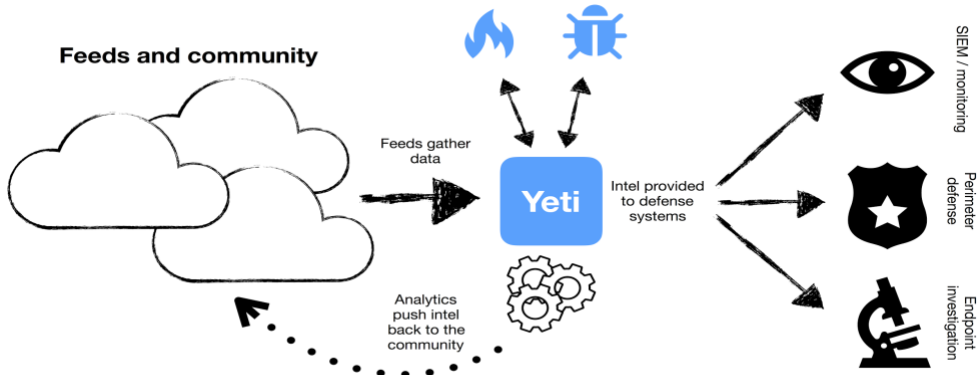 Feeds and community
Feeds gather
data
Yeti
Intel provided
to defense
systems
Analytics
push intel
back to the
community
SIEM / monitoring
Perimeter
defense
Endpoint
investigation